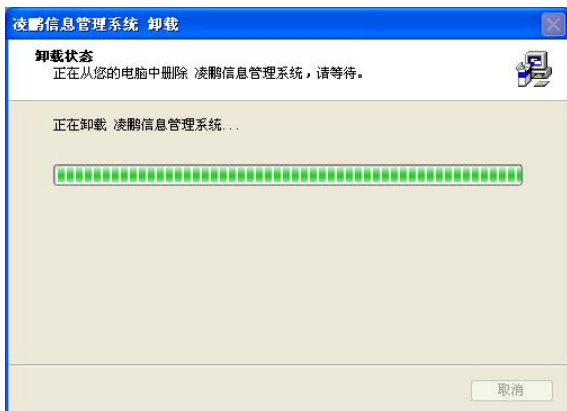 凌鹏信息管理系统 卸载
卸载状态
正在从您的电脑中删除 凌鹏信息管理系统，请等待。
正在卸载 凌鹏信息管理系统...
取消